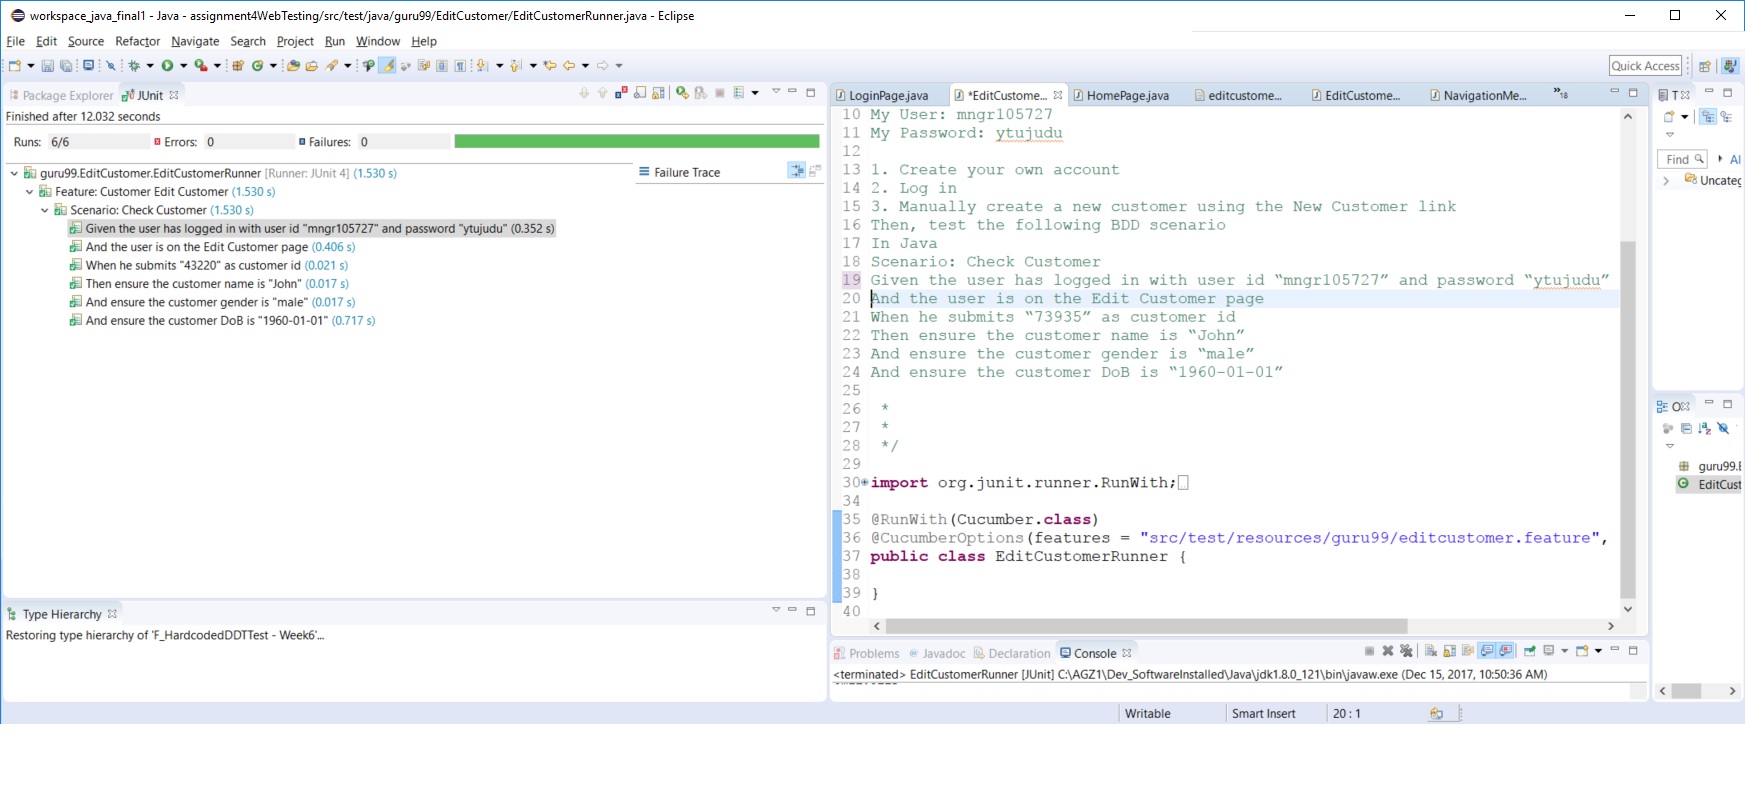 workspace_java_final1 - Java - assignment4WebTesting/src/test/java/guru99/EditCustomer/EditCustomerRunner.java - Eclipse
File Edit Source Refactor Navigate Search Project Run Window Help
Quick Access
Package Explorer JUnit
Finished after 12.032 seconds
Runs: 6/6 Errors: 0 Failures: 0
guru99.EditCustomer.EditCustomerRunner [Runner: JUnit 4] (1.530 s)
Feature: Customer Edit Customer (1.530 s)
Scenario: Check Customer (1.530 s)
Given the user has logged in with user id "mngr105727" and password "ytujudu" (0.352 s)
And the user is on the Edit Customer page (0.406 s)
When he submits "43220" as customer id (0.021 s)
Then ensure the customer name is "John" (0.017 s)
And ensure the customer gender is "male" (0.017 s)
And ensure the customer DoB is "1960-01-01" (0.717 s)
Failure Trace
Type Hierarchy
Restoring type hierarchy of 'F_HardcodedDDTTest - Week6'...
LoginPage.java *EditCustome... HomePage.java editcustome... EditCustome... NavigationMe... »18
10 My User: mngr105727
11 My Password: ytujudu
12
13 1. Create your own account
14 2. Log in
15 3. Manually create a new customer using the New Customer link
16 Then, test the following BDD scenario
17 In Java
18 Scenario: Check Customer
19 Given the user has logged in with user id “mngr105727” and password “ytujudu”
20 And the user is on the Edit Customer page
21 When he submits “73935” as customer id
22 Then ensure the customer name is “John”
23 And ensure the customer gender is “male”
24 And ensure the customer DoB is “1960-01-01”
25
26 *
27 *
28 */
29
30 import org.junit.runner.RunWith;
34
35 @RunWith(Cucumber.class)
36 @CucumberOptions(features = "src/test/resources/guru99/editcustomer.feature",
37 public class EditCustomerRunner {
38
39 }
40
Problems Javadoc Declaration Console
<terminated> EditCustomerRunner [JUnit] C:\AGZ1\Dev_SoftwareInstalled\Java\jdk1.8.0_121\bin\javaw.exe (Dec 15, 2017, 10:50:36 AM)
T
Find Al
Uncateg
O
guru99.E
EditCust
Writable Smart Insert 20 : 1